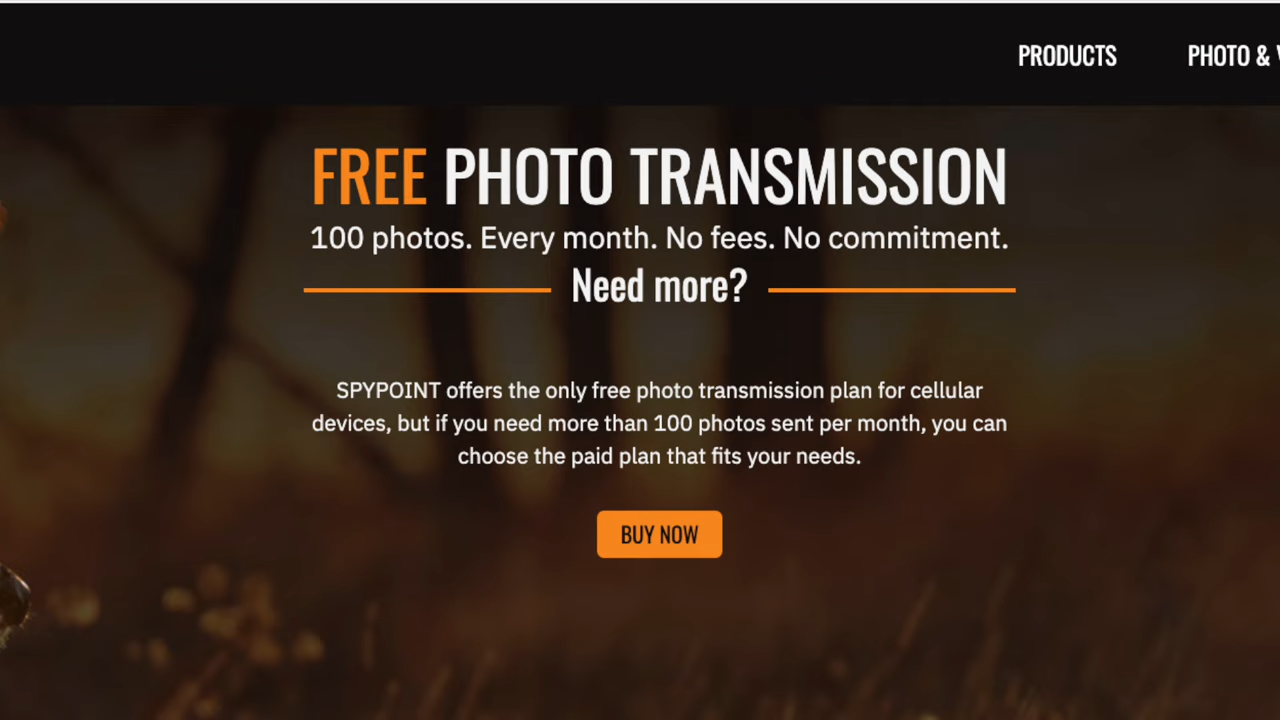 PRODUCTS PHOTO &
FREE PHOTO TRANSMISSION
100 photos. Every month. No fees. No commitment.
Need more?
SPYPOINT offers the only free photo transmission plan for cellular
devices, but if you need more than 100 photos sent per month, you can
choose the paid plan that fits your needs.
BUY NOW